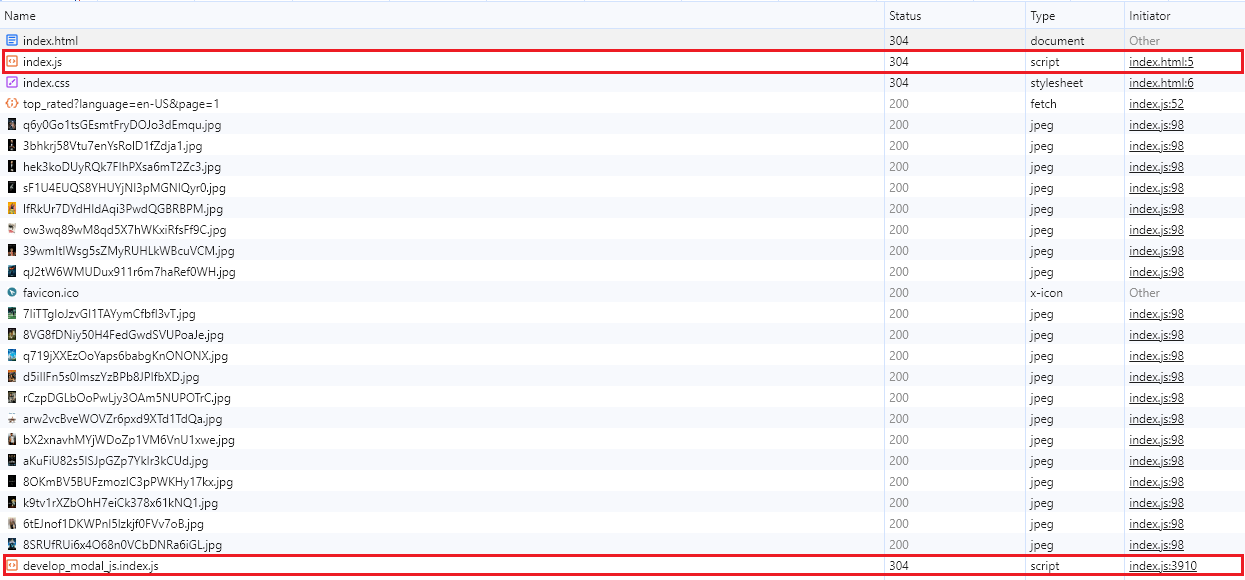 Name Status Type Initiator
index.html 304 document Other
index.js 304 script index.html:5
index.css 304 stylesheet index.html:6
top_rated?language=en-US&page=1 200 fetch index.js:52
q6y0Go1tsGEsmtFryDOJo3dEmqu.jpg 200 jpeg index.js:98
3bhkrj58Vtu7enYsRolD1fZdja1.jpg 200 jpeg index.js:98
hek3koDUyRQk7FlhPXsa6mT2Zc3.jpg 200 jpeg index.js:98
sF1U4EUQS8YHUYjNl3pMGNIQyr0.jpg 200 jpeg index.js:98
lfRkUr7DYdHldAqi3PwdQGBRBPM.jpg 200 jpeg index.js:98
ow3wq89wM8qd5X7hWKxiRfsFf9C.jpg 200 jpeg index.js:98
39wmItIWsg5sZMyRUHLkWBcuVCM.jpg 200 jpeg index.js:98
qJ2tW6WMUDux911r6m7haRef0WH.jpg 200 jpeg index.js:98
favicon.ico 200 x-icon Other
7IiTTgloJzvGI1TAYymCfbfl3vT.jpg 200 jpeg index.js:98
8VG8fDNiy50H4FedGwdSVUPoaJe.jpg 200 jpeg index.js:98
q719jXXEzOoYaps6babgKnONONX.jpg 200 jpeg index.js:98
d5iIlFn5s0ImszYzBPb8JPIfbXD.jpg 200 jpeg index.js:98
rCzpDGLbOoPwLjy3OAm5NUPOTrC.jpg 200 jpeg index.js:98
arw2vcBveWOVZr6pxd9XTd1TdQa.jpg 200 jpeg index.js:98
bX2xnavhMYjWDoZp1VM6VnU1xwe.jpg 200 jpeg index.js:98
aKuFiU82s5ISJpGZp7YkIr3kCUd.jpg 200 jpeg index.js:98
8OKmBV5BUFzmozIC3pPWKHy17kx.jpg 200 jpeg index.js:98
k9tv1rXZbOhH7eiCk378x61kNQ1.jpg 200 jpeg index.js:98
6tEJnof1DKWPnl5lzkjf0FVv7oB.jpg 200 jpeg index.js:98
8SRUfRUi6x4O68n0VCbDNRa6iGL.jpg 200 jpeg index.js:98
develop_modal_js.index.js 304 script index.js:3910